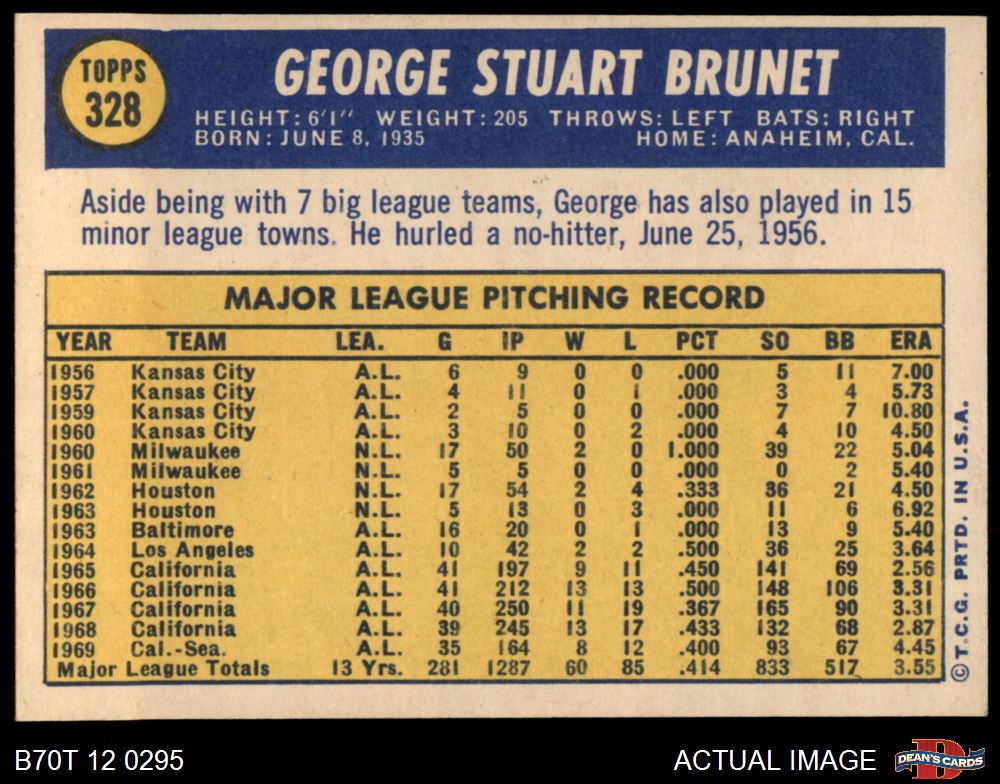 TOPPS
328
GEORGE STUART BRUNET
HEIGHT: 6'1" WEIGHT: 205 THROWS: LEFT BATS: RIGHT
BORN: JUNE 8, 1935 HOME: ANAHEIM, CAL.
Aside being with 7 big league teams, George has also played in 15
minor league towns. He hurled a no-hitter, June 25, 1956.
MAJOR LEAGUE PITCHING RECORD
YEAR TEAM LEA. G IP W L PCT SO BB ERA
1956 Kansas City A.L. 6 9 0 0 .000 5 11 7.00
1957 Kansas City A.L. 4 11 0 1 .000 3 4 5.73
1959 Kansas City A.L. 2 5 0 0 .000 7 7 10.80
1960 Kansas City A.L. 3 10 0 2 .000 4 10 4.50
1960 Milwaukee N.L. 17 50 2 0 1.000 39 22 5.04
1961 Milwaukee N.L. 5 5 0 0 .000 0 2 5.40
1962 Houston N.L. 17 54 2 4 .333 36 21 4.50
1963 Houston N.L. 5 13 0 3 .000 11 6 6.92
1963 Baltimore A.L. 16 20 0 1 .000 13 9 5.40
1964 Los Angeles A.L. 10 42 2 2 .500 36 25 3.64
1965 California A.L. 41 197 9 11 .450 141 69 2.56
1966 California A.L. 41 212 13 13 .500 148 106 3.31
1967 California A.L. 40 250 11 19 .367 165 90 3.31
1968 California A.L. 39 245 13 17 .433 132 68 2.87
1969 Cal.-Sea. A.L. 35 164 8 12 .400 93 67 4.45
Major League Totals 13 Yrs. 281 1287 60 85 .414 833 517 3.55
© T.C.G. PRTD. IN U.S.A.
B70T 12 0295 ACTUAL IMAGE
D
DEAN'S CARDS